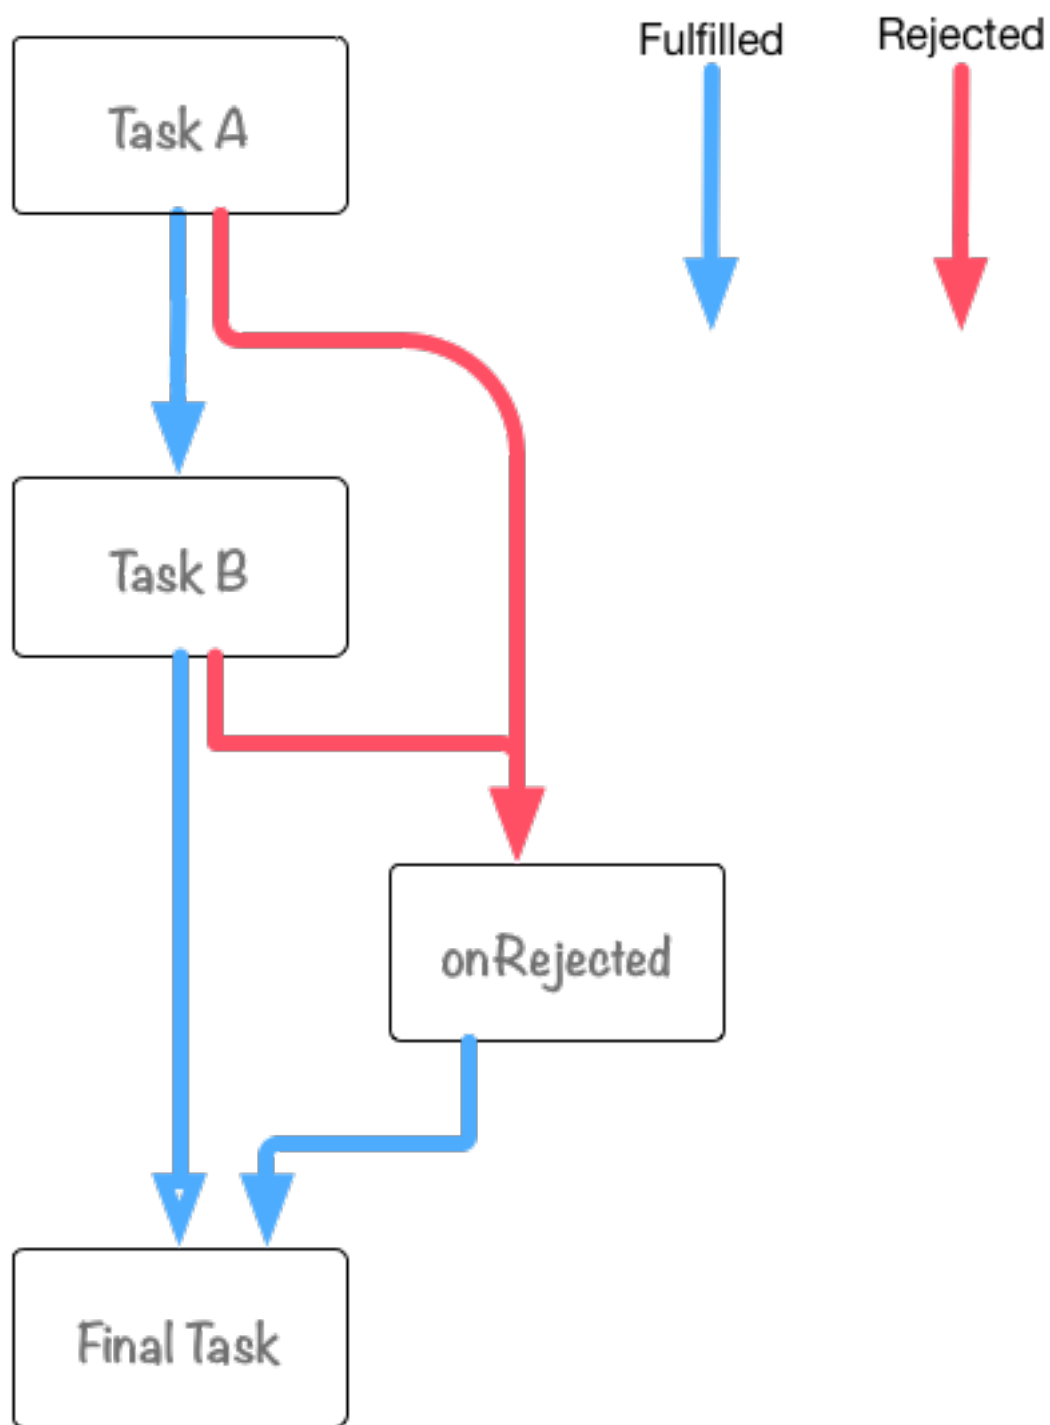 Fulfilled
Rejected
Task A
Task B
onRejected
Final Task